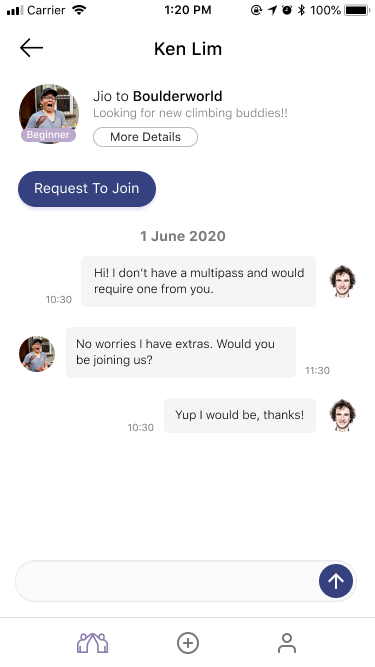 Carrier 1:20 PM 100%
Ken Lim
Jio to Boulderworld
Looking for new climbing buddies!!
Beginner
More Details
Request To Join
1 June 2020
Hi! I don't have a multipass and would
require one from you.
10:30
No worries I have extras. Would you
be joining us?
11:30
Yup I would be, thanks!
10:30